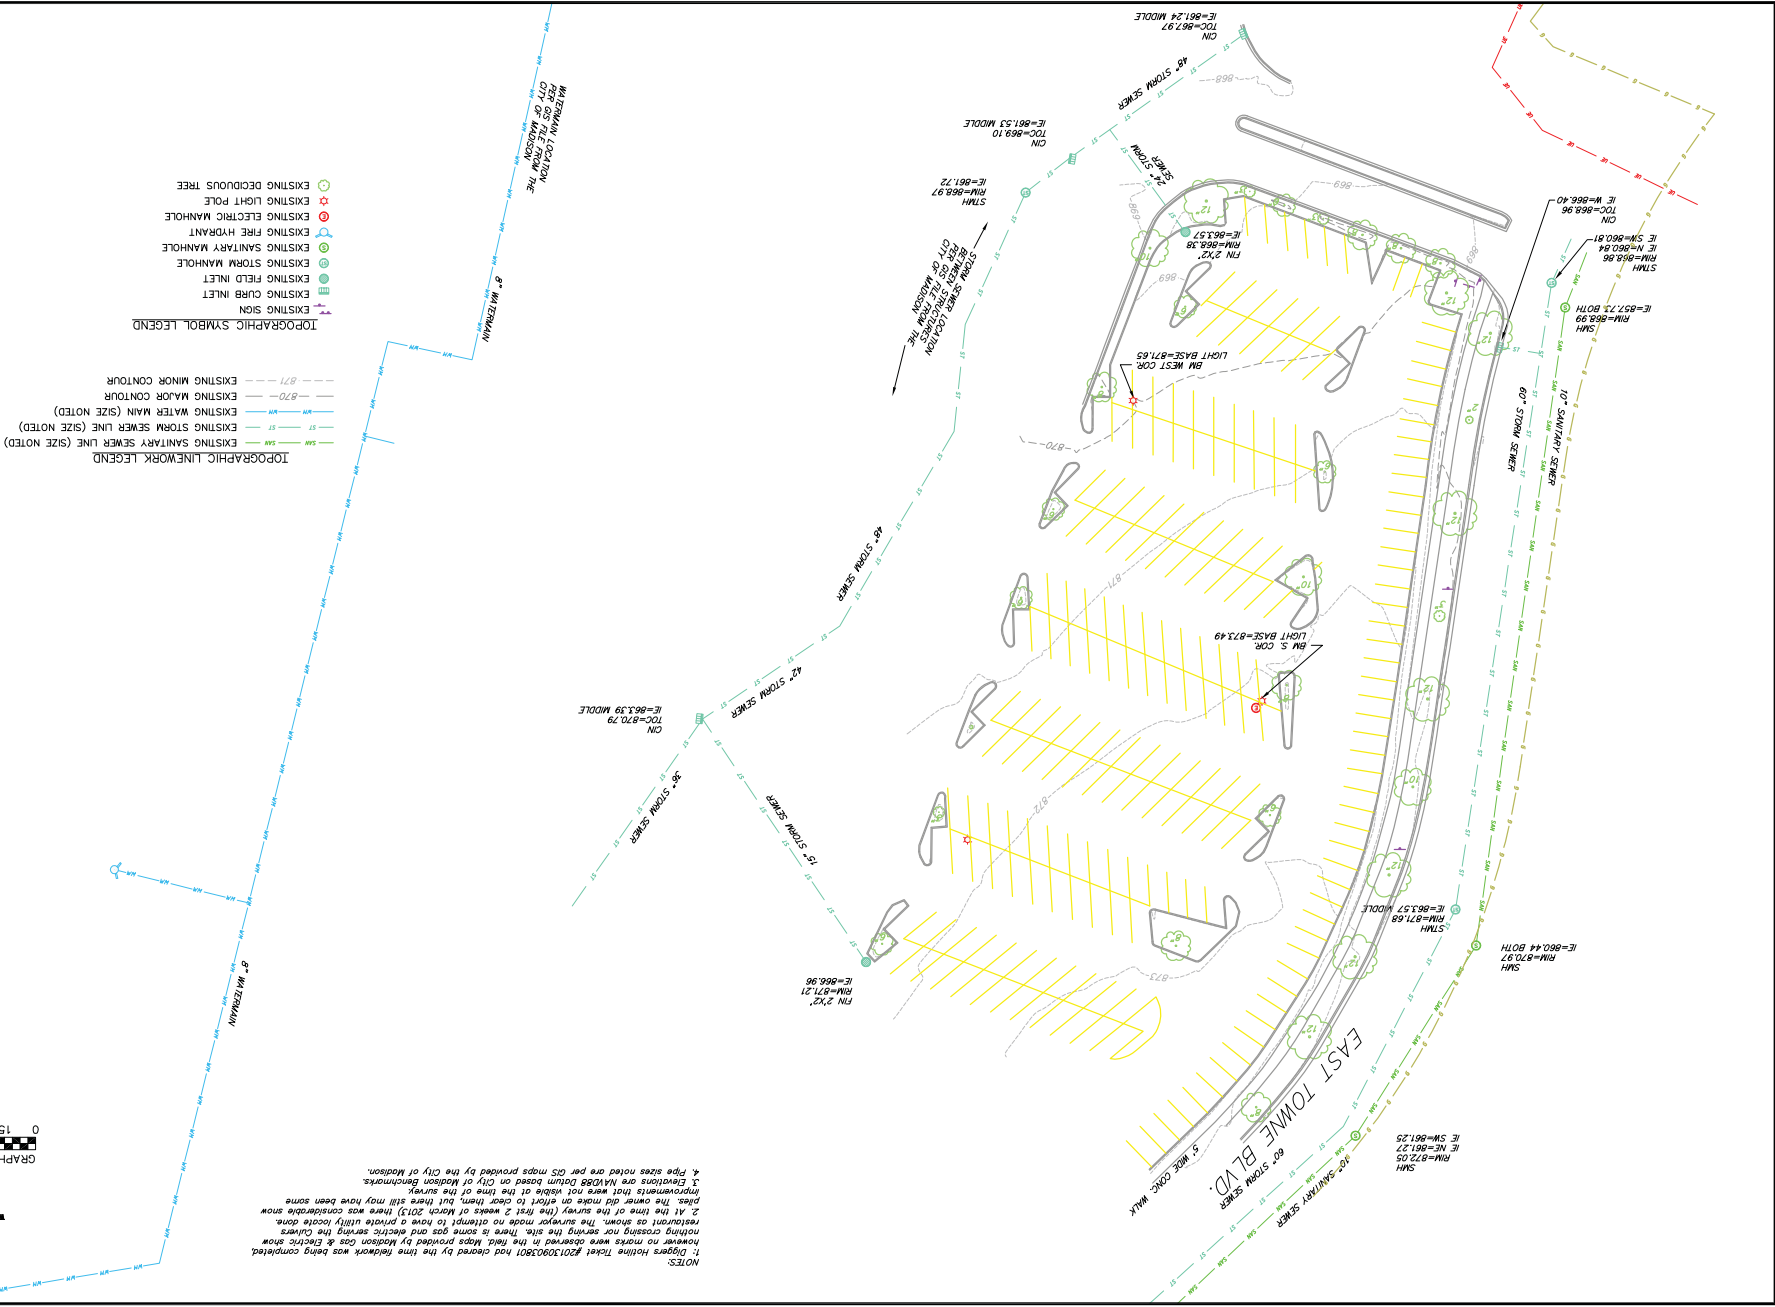 NOTES:
1: Diggers Hotline Ticket #20130903801 had cleared by the time fieldwork was being completed,
however no marks were observed in the field. Maps provided by Madison Gas & Electric show
nothing crossing nor serving the site. There is some gas and electric serving the Culvers
restaurant as shown. The surveyor made no attempt to have a private utility locate done.
2. At the time of the survey (the first 2 weeks of March 2013) there was considerable snow
piles. The owner did make an effort to clear them, but there still may have been some
improvements that were not visible at the time of the survey.
3. Elevations are NAVD88 Datum based on City of Madison Benchmarks.
4. Pipe sizes noted are per GIS maps provided by the City of Madison.
GRAPH
0 15
10" SANITARY SEWER
60" STORM SEWER
5' WIDE CONC. WALK
EAST TOWNE BLVD.
SMH
RIM=872.05
IE NE=861.27
IE SW=861.25
SMH
RIM=870.97
IE=860.44 BOTH
STMH
RIM=871.68
IE=863.57 MIDDLE
FIN 2'X2'
RIM=871.21
IE=866.96
8" WATERMAIN
873
872
871
870
869
869
869
869
868
15" STORM SEWER
36" STORM SEWER
CIN
TOC=870.79
IE=863.39 MIDDLE
42" STORM SEWER
BM S. COR.
LIGHT BASE=873.49
48" STORM SEWER
10" SANITARY SEWER
60" STORM SEWER
TOPOGRAPHIC LINEWORK LEGEND
SAN SAN EXISTING SANITARY SEWER LINE (SIZE NOTED)
ST ST EXISTING STORM SEWER LINE (SIZE NOTED)
WM WM EXISTING WATER MAIN (SIZE NOTED)
870 EXISTING MAJOR CONTOUR
871 EXISTING MINOR CONTOUR
BM WEST COR.
LIGHT BASE=871.65
STORM SEWER LOCATION
BETWEEN STRUCTURES
PER GIS FILE FROM THE
CITY OF MADISON
TOPOGRAPHIC SYMBOL LEGEND
EXISTING SIGN
EXISTING CURB INLET
EXISTING FIELD INLET
EXISTING STORM MANHOLE
EXISTING SANITARY MANHOLE
EXISTING FIRE HYDRANT
EXISTING ELECTRIC MANHOLE
EXISTING LIGHT POLE
EXISTING DECIDUOUS TREE
8" WATERMAIN
SMH
RIM=868.99
IE=857.73 BOTH
STMH
RIM=868.86
IE N=860.84
IE SW=860.81
CIN
TOC=868.96
IE W=866.40
FIN 2'X2'
RIM=868.38
IE=863.57
STMH
RIM=868.97
IE=861.72
24" STORM
SEWER
CIN
TOC=869.10
IE=861.53 MIDDLE
WATERMAIN LOCATION
PER GIS FILE FROM THE
CITY OF MADISON
48" STORM SEWER
CIN
TOC=867.97
IE=861.24 MIDDLE